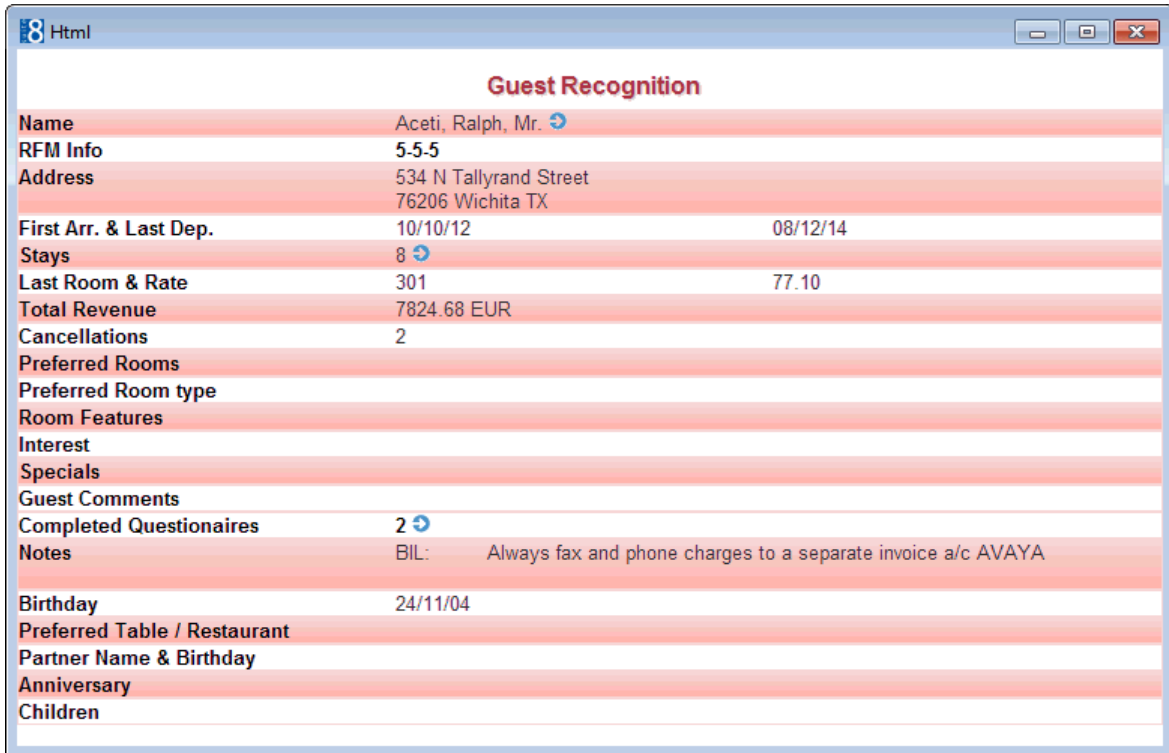 8 Html
Guest Recognition
Name Aceti, Ralph, Mr.
RFM Info 5-5-5
Address 534 N Tallyrand Street
76206 Wichita TX
First Arr. & Last Dep. 10/10/12 08/12/14
Stays 8
Last Room & Rate 301 77.10
Total Revenue 7824.68 EUR
Cancellations 2
Preferred Rooms
Preferred Room type
Room Features
Interest
Specials
Guest Comments
Completed Questionaires 2
Notes BIL: Always fax and phone charges to a separate invoice a/c AVAYA
Birthday 24/11/04
Preferred Table / Restaurant
Partner Name & Birthday
Anniversary
Children